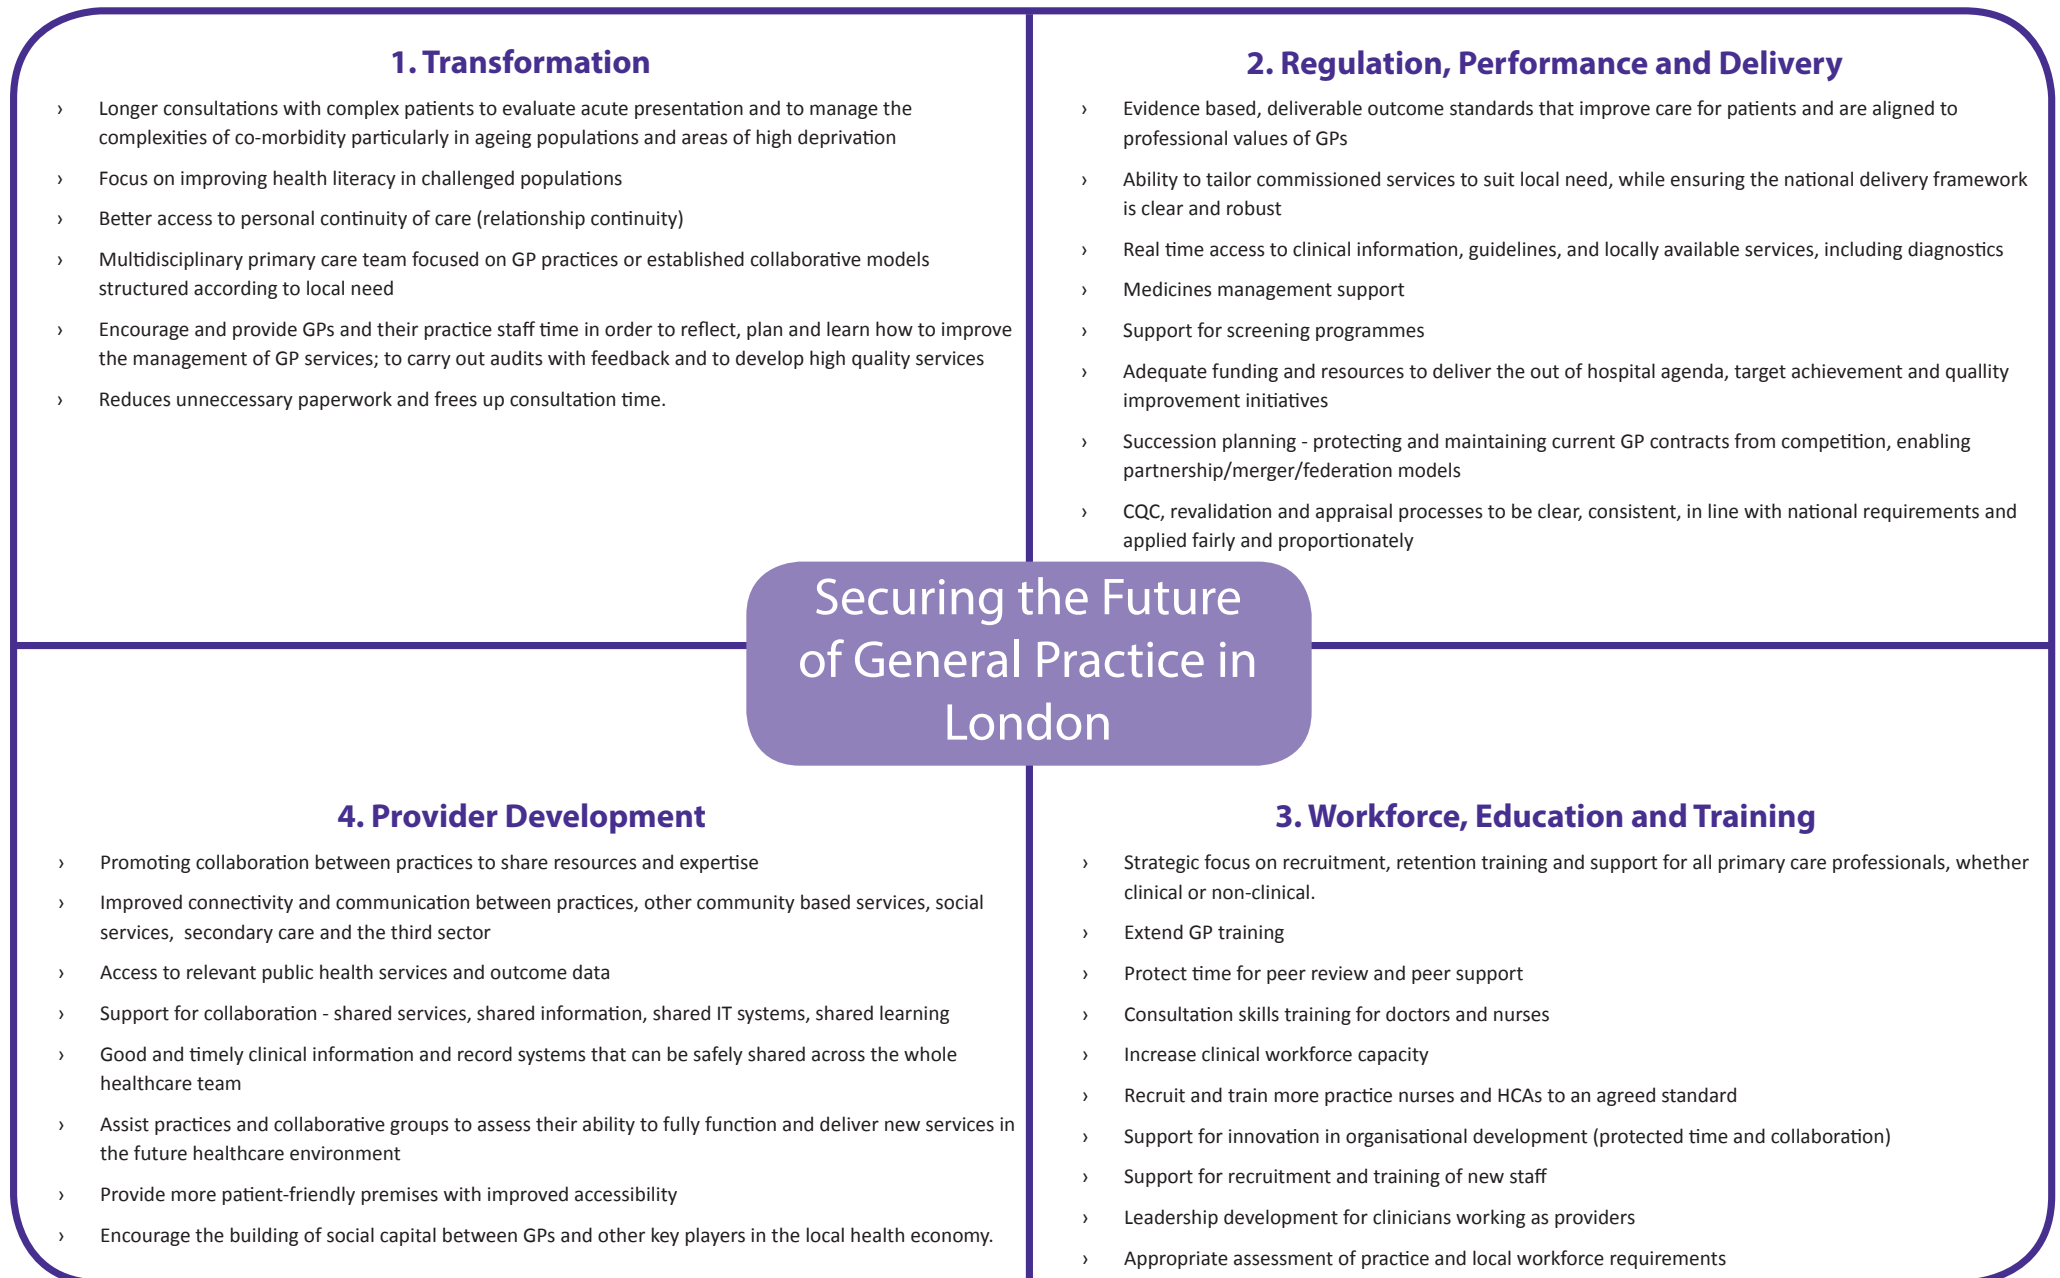 1. Transformation
› Longer consultations with complex patients to evaluate acute presentation and to manage the
complexities of co-morbidity particularly in ageing populations and areas of high deprivation
› Focus on improving health literacy in challenged populations
› Better access to personal continuity of care (relationship continuity)
› Multidisciplinary primary care team focused on GP practices or established collaborative models
structured according to local need
› Encourage and provide GPs and their practice staff time in order to reflect, plan and learn how to improve
the management of GP services; to carry out audits with feedback and to develop high quality services
› Reduces unneccessary paperwork and frees up consultation time.
2. Regulation, Performance and Delivery
› Evidence based, deliverable outcome standards that improve care for patients and are aligned to
professional values of GPs
› Ability to tailor commissioned services to suit local need, while ensuring the national delivery framework
is clear and robust
› Real time access to clinical information, guidelines, and locally available services, including diagnostics
› Medicines management support
› Support for screening programmes
› Adequate funding and resources to deliver the out of hospital agenda, target achievement and quallity
improvement initiatives
› Succession planning - protecting and maintaining current GP contracts from competition, enabling
partnership/merger/federation models
› CQC, revalidation and appraisal processes to be clear, consistent, in line with national requirements and
applied fairly and proportionately
Securing the Future
of General Practice in
London
4. Provider Development
› Promoting collaboration between practices to share resources and expertise
› Improved connectivity and communication between practices, other community based services, social
services, secondary care and the third sector
› Access to relevant public health services and outcome data
› Support for collaboration - shared services, shared information, shared IT systems, shared learning
› Good and timely clinical information and record systems that can be safely shared across the whole
healthcare team
› Assist practices and collaborative groups to assess their ability to fully function and deliver new services in
the future healthcare environment
› Provide more patient-friendly premises with improved accessibility
› Encourage the building of social capital between GPs and other key players in the local health economy.
3. Workforce, Education and Training
› Strategic focus on recruitment, retention training and support for all primary care professionals, whether
clinical or non-clinical.
› Extend GP training
› Protect time for peer review and peer support
› Consultation skills training for doctors and nurses
› Increase clinical workforce capacity
› Recruit and train more practice nurses and HCAs to an agreed standard
› Support for innovation in organisational development (protected time and collaboration)
› Support for recruitment and training of new staff
› Leadership development for clinicians working as providers
› Appropriate assessment of practice and local workforce requirements